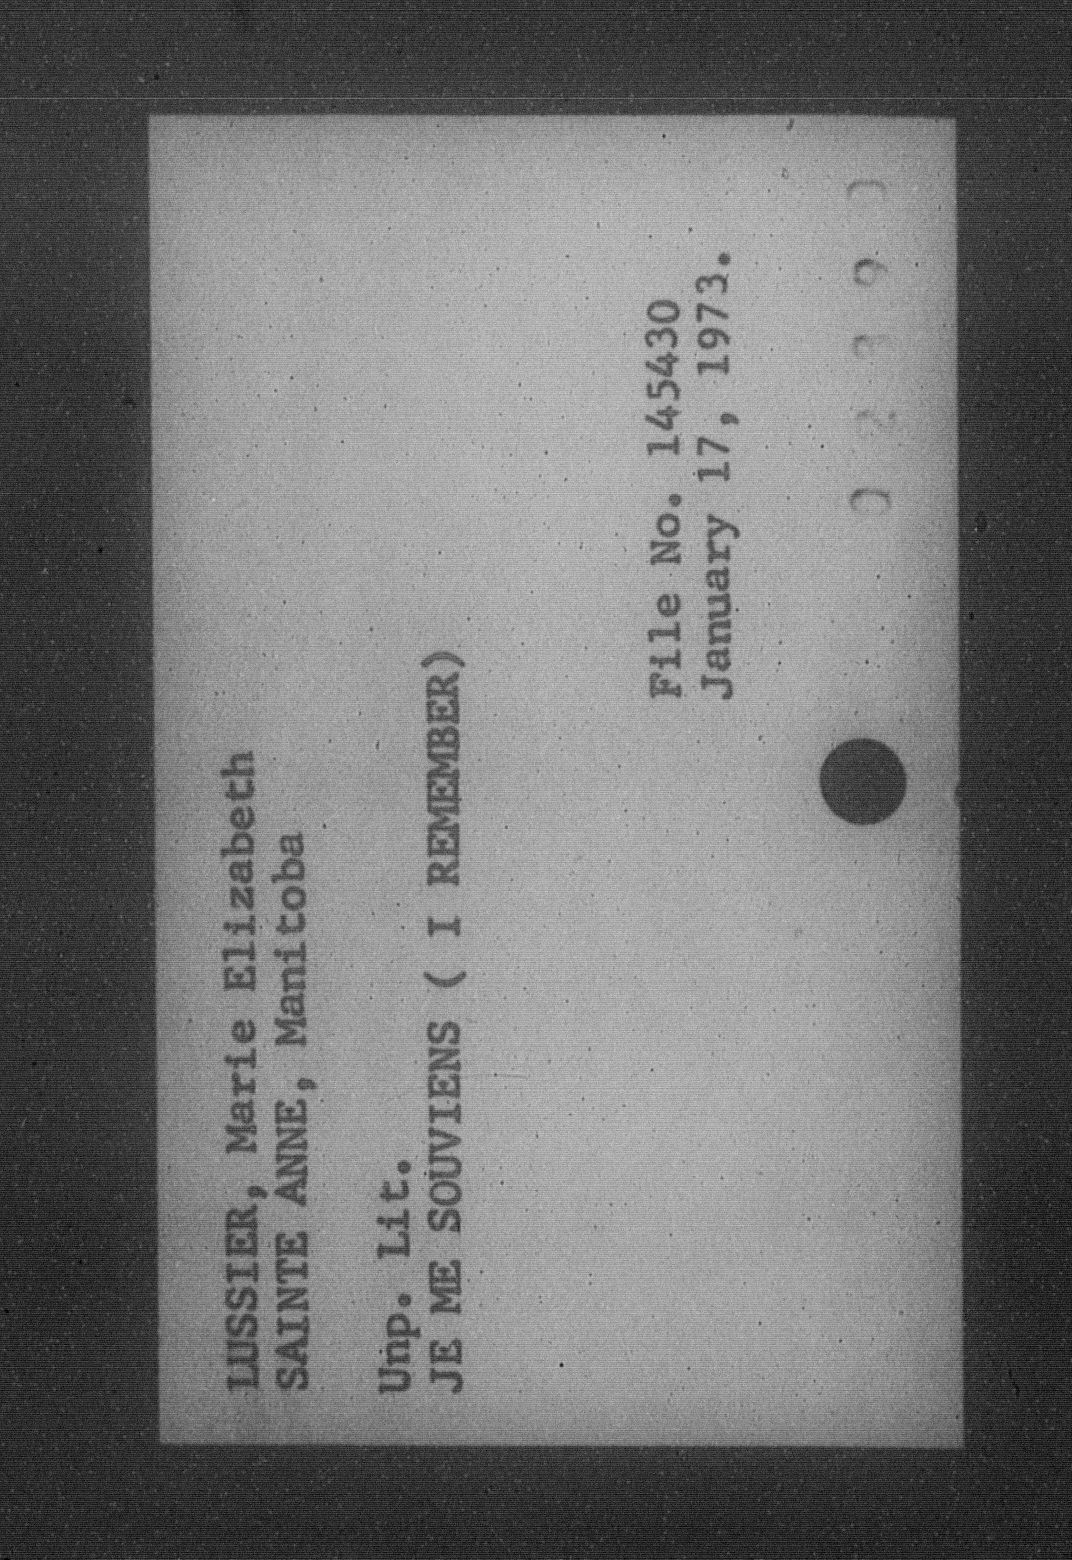 LUSSIER, Marie Elizabeth
SAINTE ANNE, Manitoba
Unp. Lit.
JE ME SOUVIENS ( I REMEMBER)
File No. 145430
January 17, 1973.